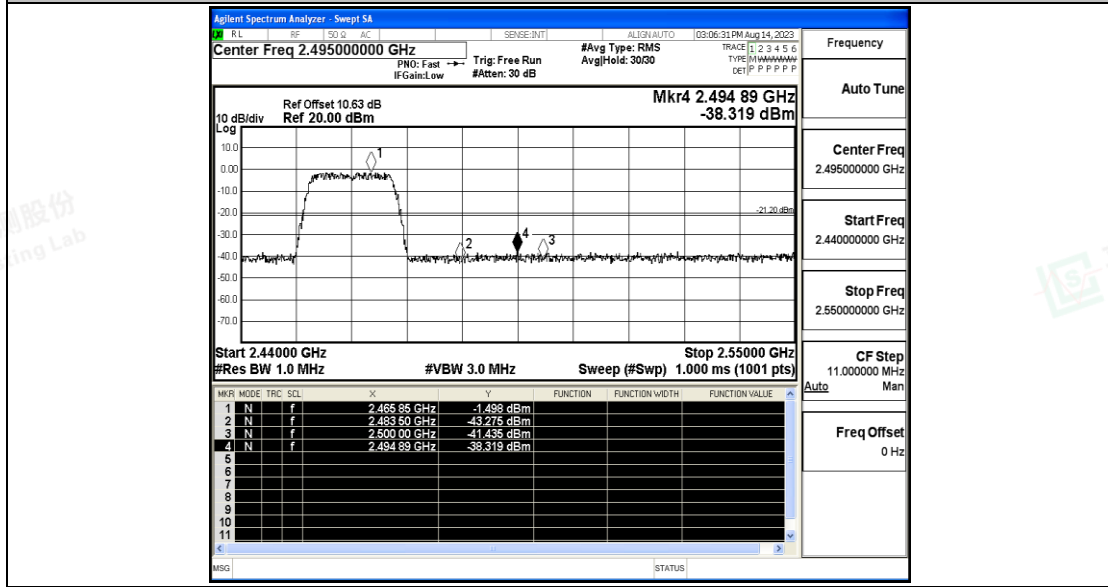 Agilent Spectrum Analyzer - Swept SA
RL RF 50 Ω AC SENSE:INT ALIGN AUTO 03:06:31 PM Aug 14, 2023
Center Freq 2.495000000 GHz
PNO: Fast
IFGain:Low
Trig: Free Run
#Atten: 30 dB
#Avg Type: RMS
Avg|Hold: 30/30
TRACE 1 2 3 4 5 6
TYPE M
DET P P P P P P
Ref Offset 10.63 dB
10 dB/div Ref 20.00 dBm
Log
Mkr4 2.494 89 GHz
-38.319 dBm
10.0
0.00
-10.0
-20.0
-30.0
-40.0
-50.0
-60.0
-70.0
1
2
4
3
-21.20 dBm
Start 2.44000 GHz Stop 2.55000 GHz
#Res BW 1.0 MHz #VBW 3.0 MHz Sweep (#Swp) 1.000 ms (1001 pts)
MKR MODE TRC SCL X Y FUNCTION FUNCTION WIDTH FUNCTION VALUE
1 N f 2.465 85 GHz -1.498 dBm
2 N f 2.483 50 GHz -43.275 dBm
3 N f 2.500 00 GHz -41.435 dBm
4 N f 2.494 89 GHz -38.319 dBm
5
6
7
8
9
10
11
MSG STATUS
Frequency
Auto Tune
Center Freq
2.495000000 GHz
Start Freq
2.440000000 GHz
Stop Freq
2.550000000 GHz
CF Step
11.000000 MHz
Auto Man
Freq Offset
0 Hz
股份
Lab